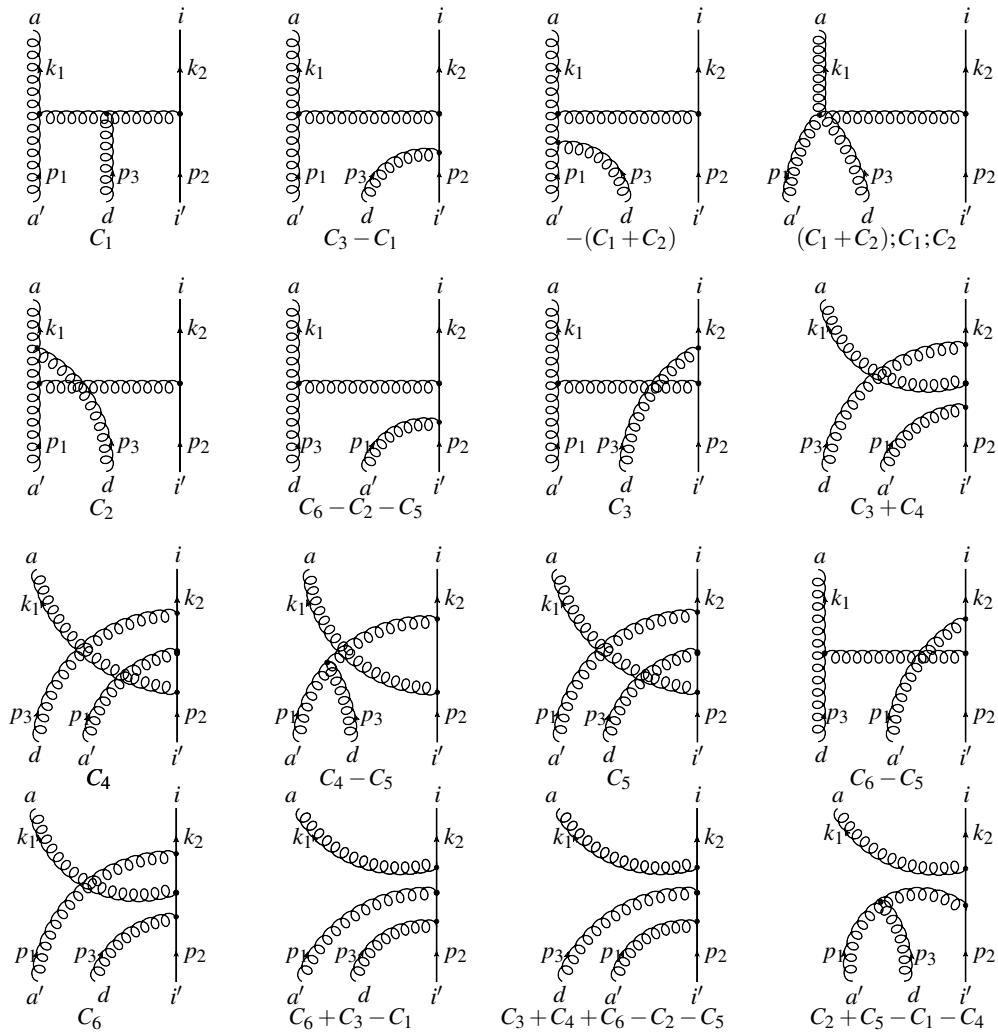 a i a i a i a i
k₁ k₂ k₁ k₂ k₁ k₂ k₁ k₂
p₁ p₃ p₂ p₁ p₃ p₂ p₁ p₃ p₂ p₁ p₃ p₂
a′ d i′ a′ d i′ a′ d i′ a′ d i′
C₁ C₃ − C₁ −(C₁ + C₂) (C₁ + C₂); C₁; C₂
a i a i a i a i
k₁ k₂ k₁ k₂ k₁ k₂ k₁ k₂
p₁ p₃ p₂ p₃ p₁ p₂ p₁ p₃ p₂ p₃ p₁ p₂
a′ d i′ d a′ i′ a′ d i′ d a′ i′
C₂ C₆ − C₂ − C₅ C₃ C₃ + C₄
a i a i a i a i
k₁ k₂ k₁ k₂ k₁ k₂ k₁ k₂
p₃ p₁ p₂ p₁ p₃ p₂ p₁ p₃ p₂ p₃ p₁ p₂
d a′ i′ a′ d i′ a′ d i′ d a′ i′
C₄ C₄ − C₅ C₅ C₆ − C₅
a i a i a i a i
k₁ k₂ k₁ k₂ k₁ k₂ k₁ k₂
p₁ p₃ p₂ p₁ p₃ p₂ p₃ p₁ p₂ p₁ p₃ p₂
a′ d i′ a′ d i′ d a′ i′ a′ d i′
C₆ C₆ + C₃ − C₁ C₃ + C₄ + C₆ − C₂ − C₅ C₂ + C₅ − C₁ − C₄